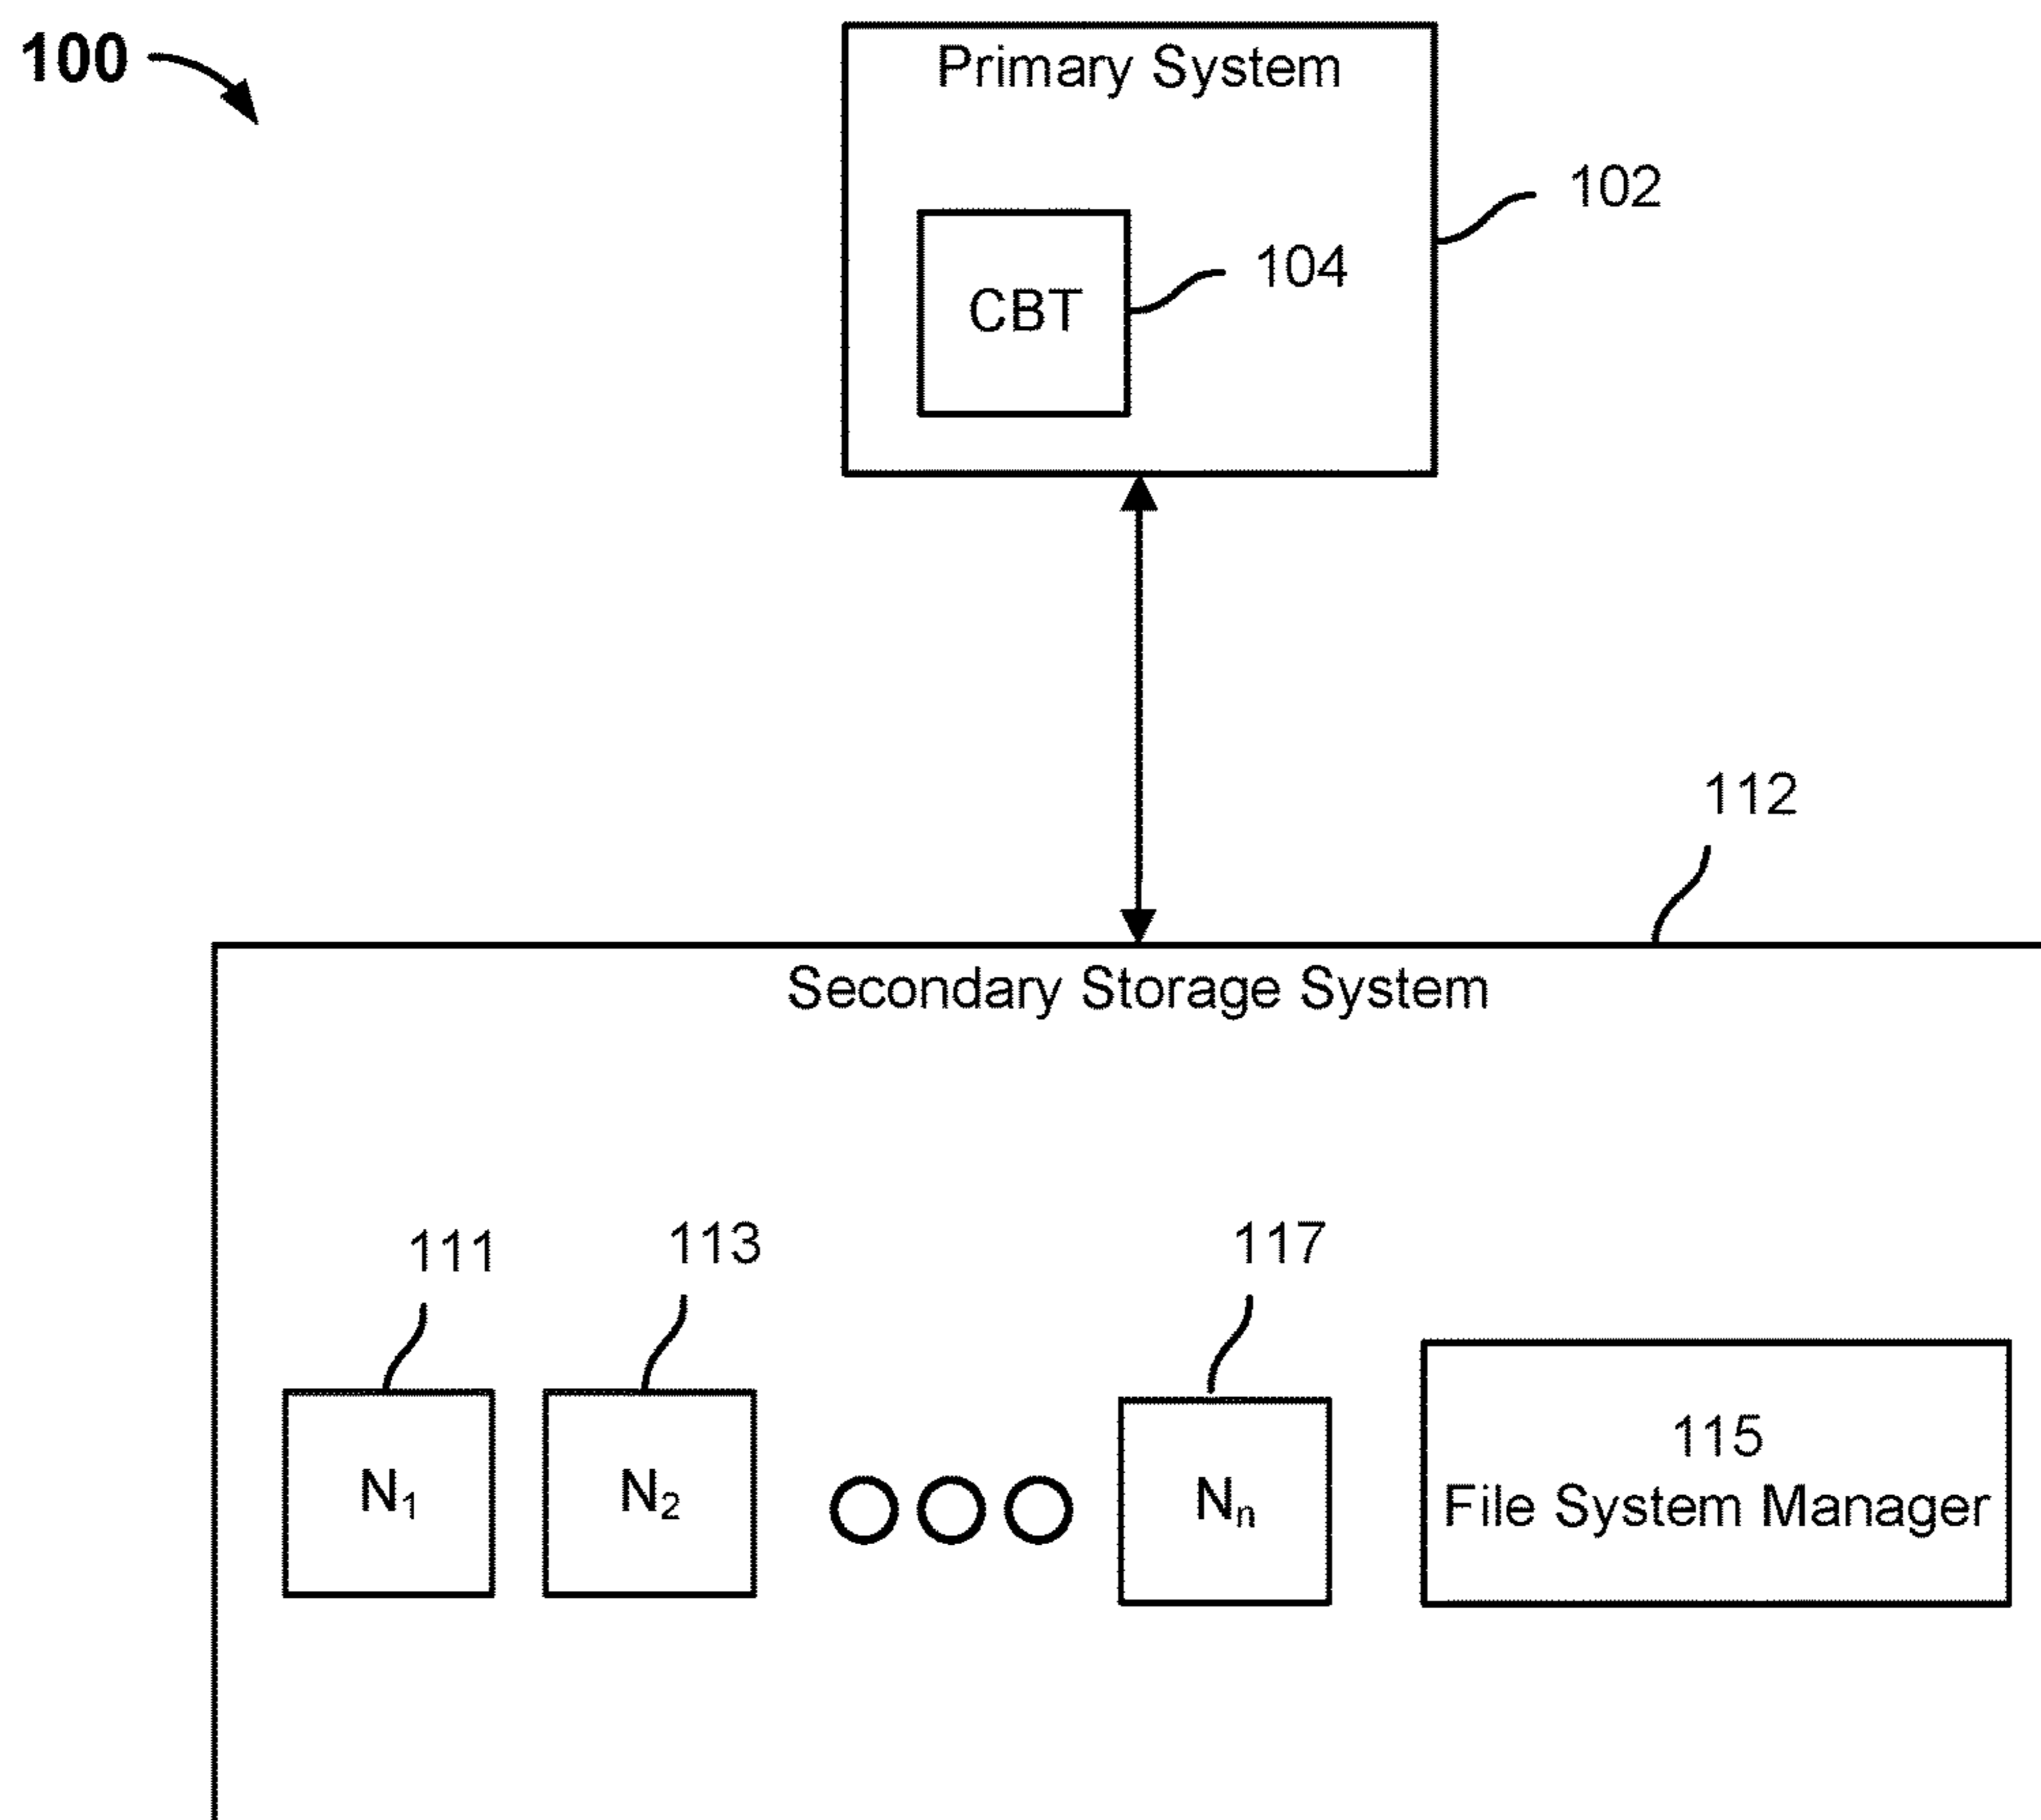 100
Primary System
102
104
CBT
112
Secondary Storage System
111
113
117
N₁
N₂
Nₙ
115
File System Manager